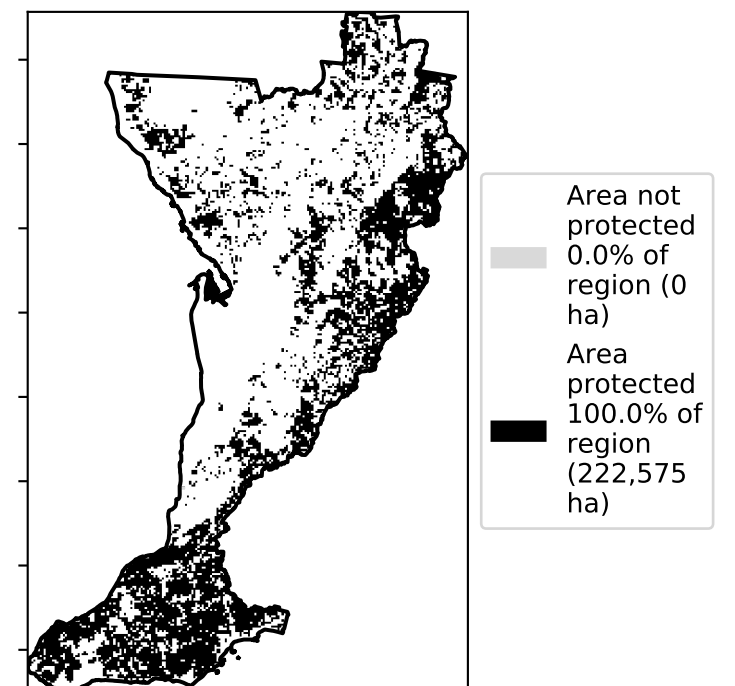 Area not
protected
0.0% of
region (0
ha)
Area
protected
100.0% of
region
(222,575
ha)